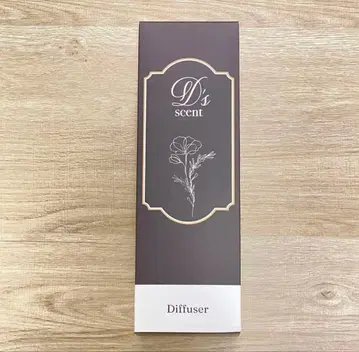 D's
scent
Diffuser